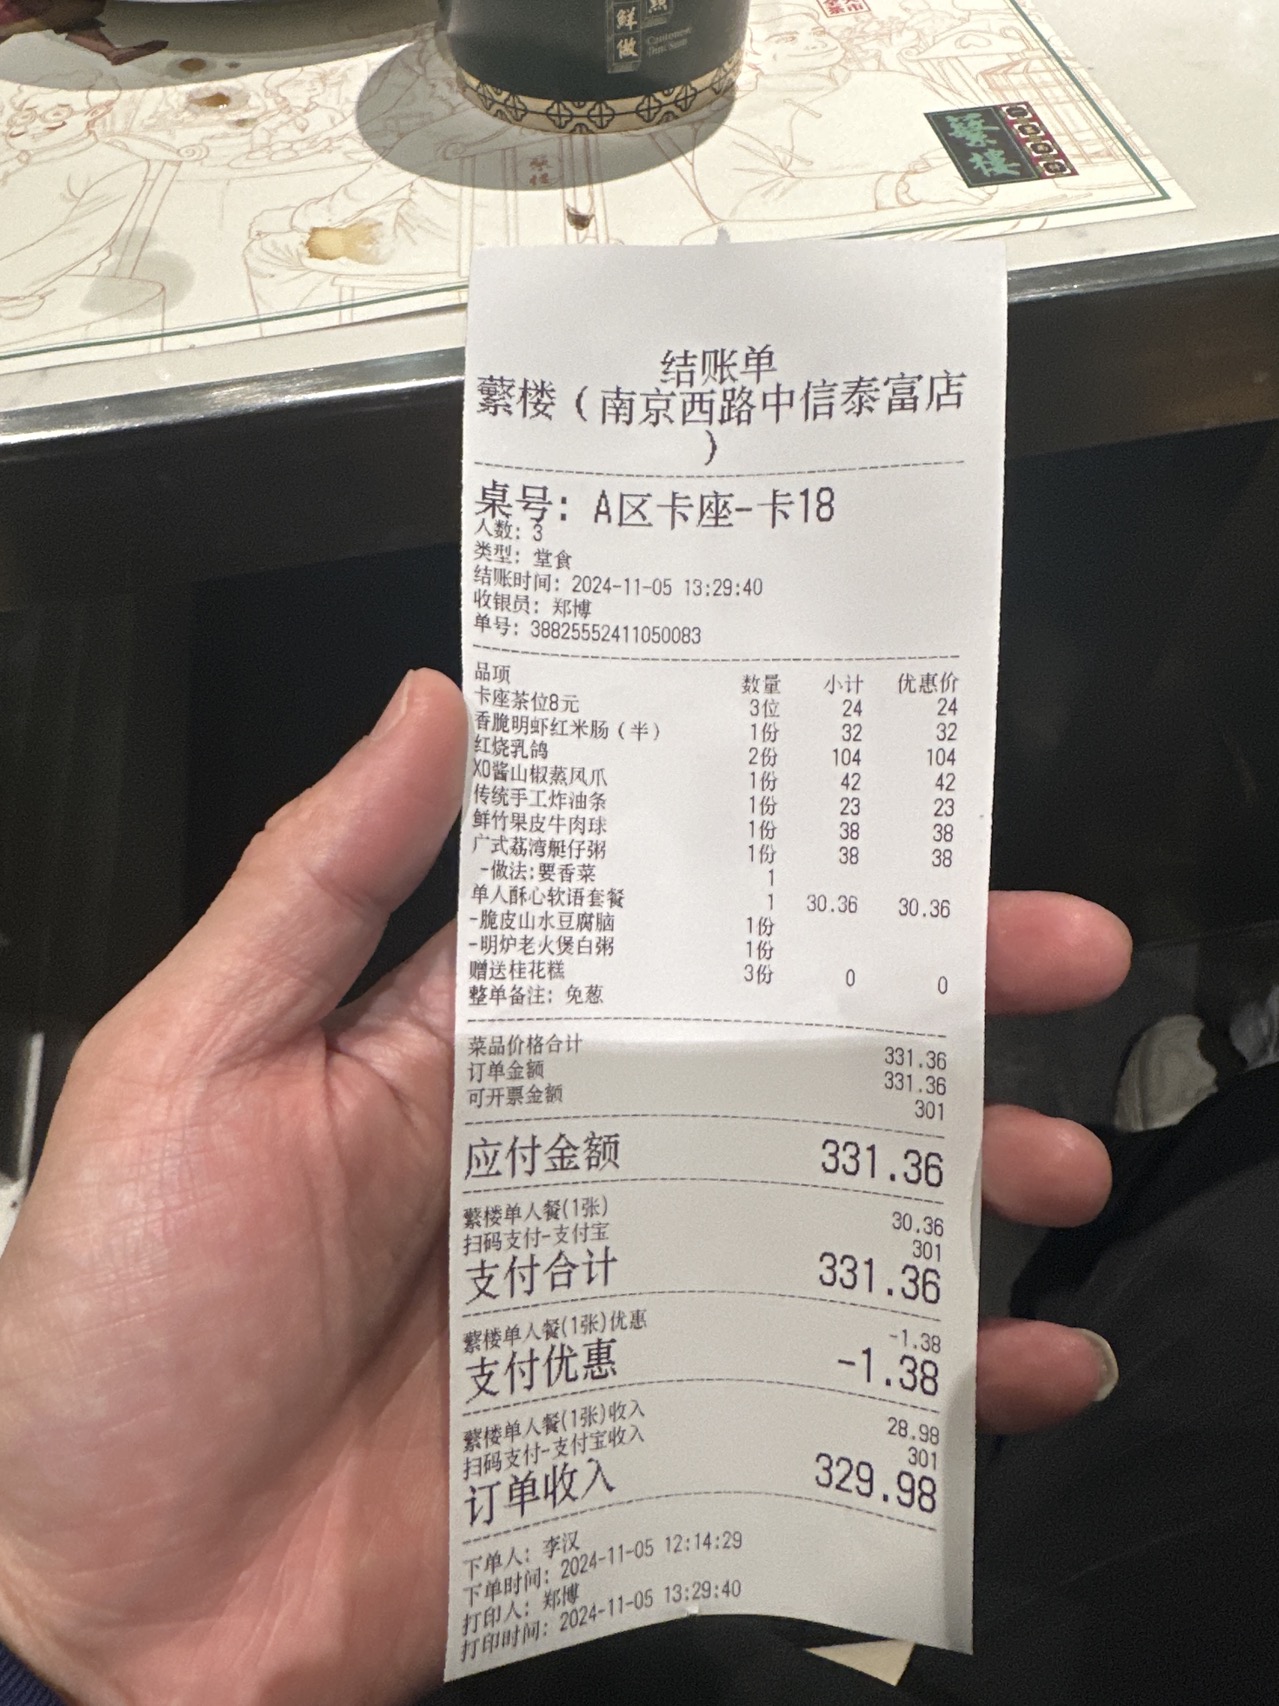 点
鲜
做
Cantonese
Dim Sum
蘩楼
结账单
蘩楼（南京西路中信泰富店
）
桌号：A区卡座-卡18
人数：3
类型：堂食
结账时间：2024-11-05 13:29:40
收银员：郑博
单号：38825552411050083
品项 数量 小计 优惠价
卡座茶位8元 3位 24 24
香脆明虾红米肠（半） 1份 32 32
红烧乳鸽 2份 104 104
XO酱山椒蒸凤爪 1份 42 42
传统手工炸油条 1份 23 23
鲜竹果皮牛肉球 1份 38 38
广式荔湾艇仔粥 1份 38 38
-做法:要香菜 1
单人酥心软语套餐 1 30.36 30.36
-脆皮山水豆腐脑 1份
-明炉老火煲白粥 1份
赠送桂花糕 3份 0 0
整单备注：免葱
菜品价格合计 331.36
订单金额 331.36
可开票金额 301
应付金额 331.36
蘩楼单人餐(1张) 30.36
扫码支付-支付宝 301
支付合计 331.36
蘩楼单人餐(1张)优惠 -1.38
支付优惠 -1.38
蘩楼单人餐(1张)收入 28.98
扫码支付-支付宝收入 301
订单收入 329.98
下单人：李汉
下单时间：2024-11-05 12:14:29
打印人：郑博
打印时间：2024-11-05 13:29:40